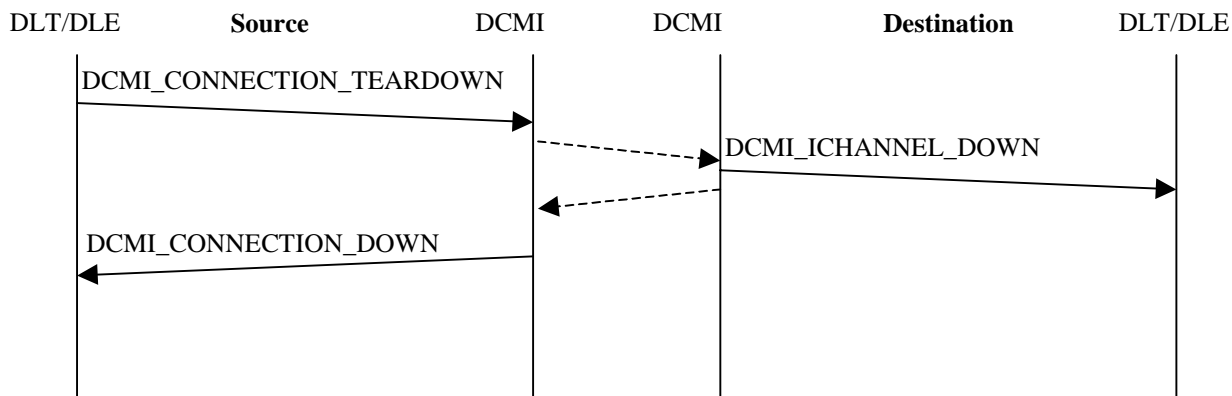 DLT/DLE Source DCMI DCMI Destination DLT/DLE
DCMI_CONNECTION_TEARDOWN
DCMI_ICHANNEL_DOWN
DCMI_CONNECTION_DOWN